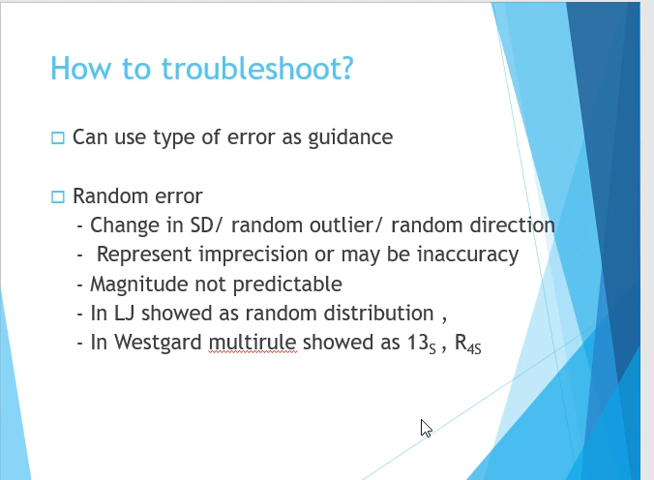 How to troubleshoot?
Can use type of error as guidance
Random error
- Change in SD/ random outlier/ random direction
- Represent imprecision or may be inaccuracy
- Magnitude not predictable
- In LJ showed as random distribution ,
- In Westgard multirule showed as 13s , R4S